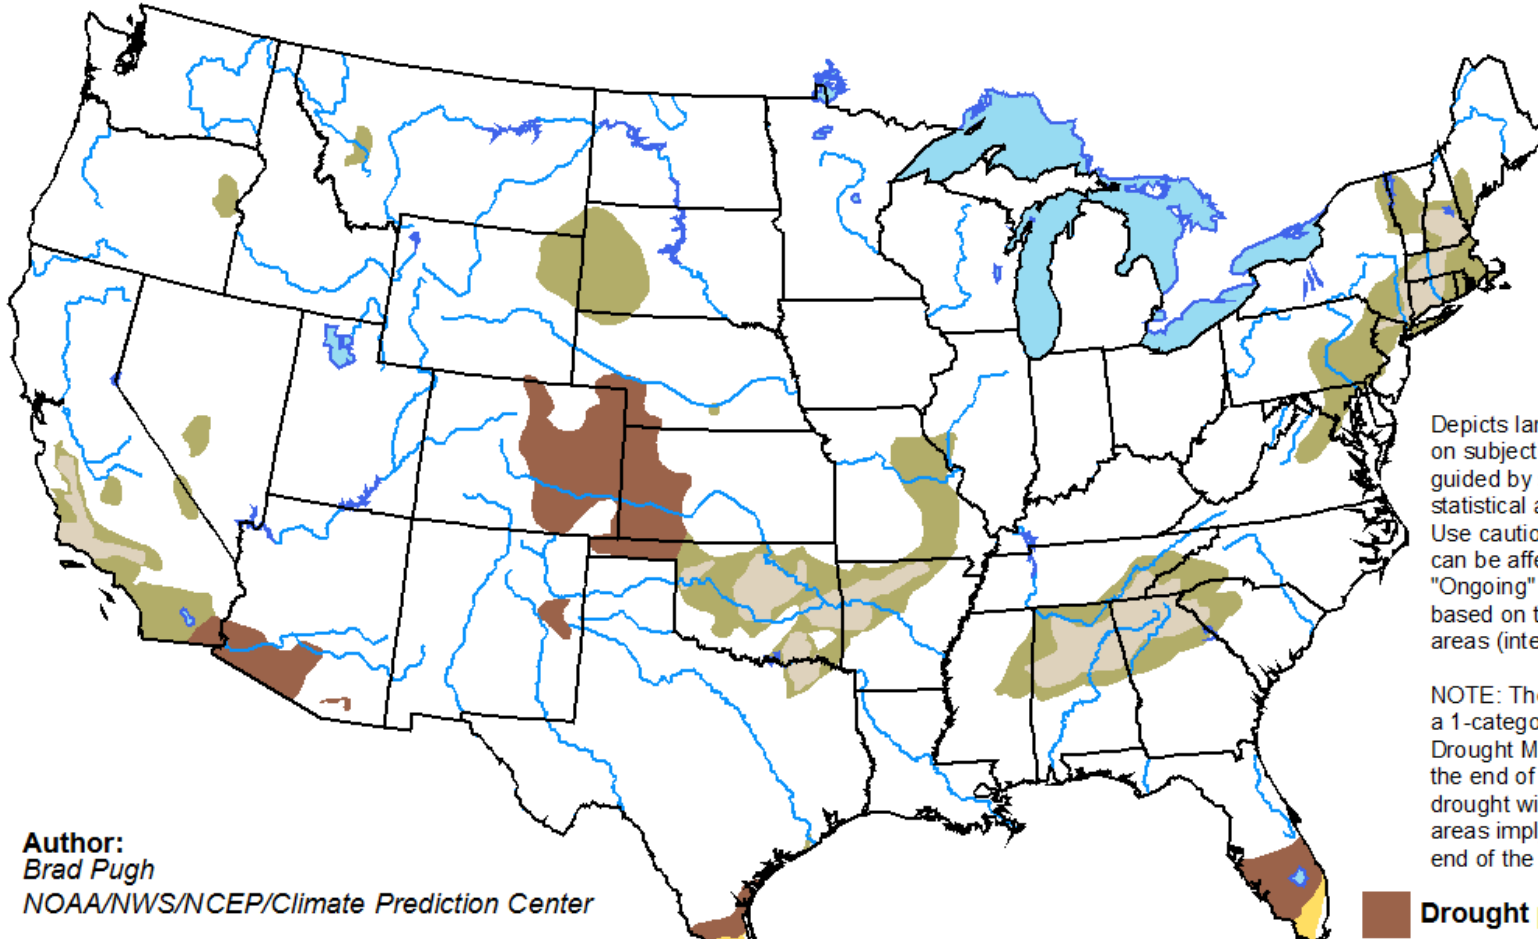 Depicts lar
on subject
guided by
statistical a
Use cautio
can be affe
"Ongoing"
based on t
areas (inte
NOTE: The
a 1-catego
Drought M
the end of
drought wi
areas impl
end of the
Author:
Brad Pugh
NOAA/NWS/NCEP/Climate Prediction Center
Drought